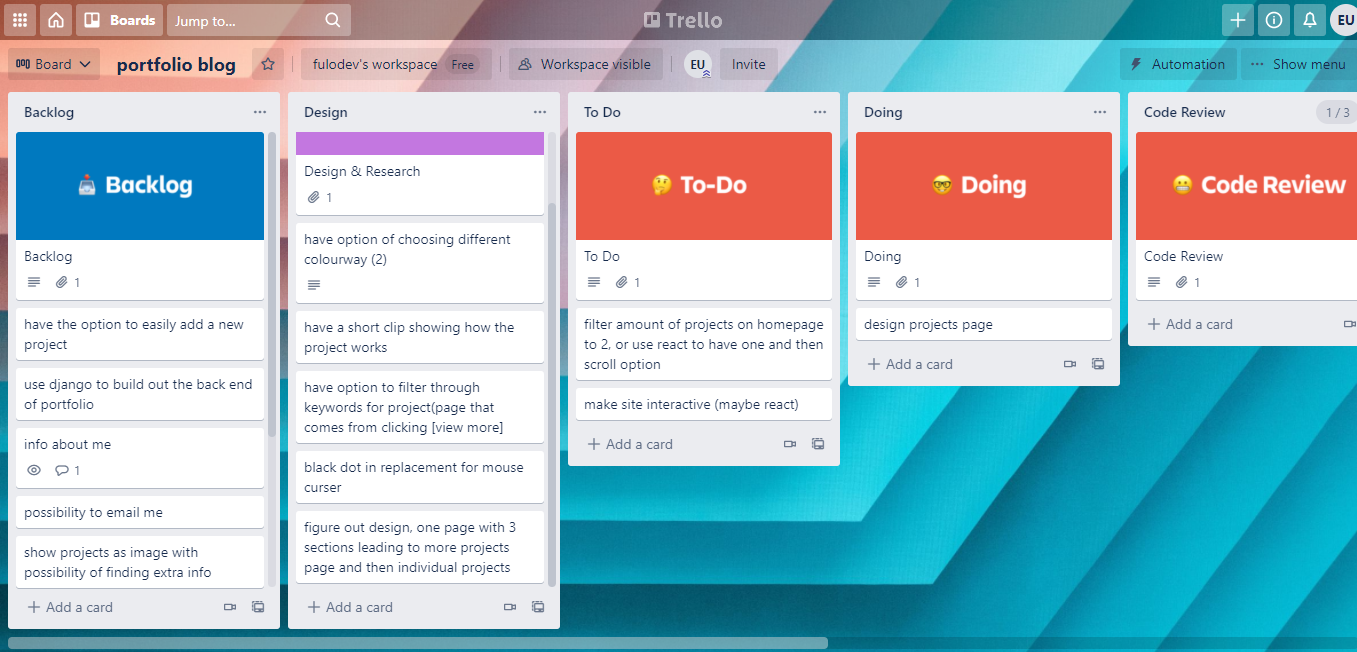 Boards
Jump to...
Trello
EU
Board
portfolio blog
fulodev's workspace Free
Workspace visible
EU
Invite
Automation
Show menu
Backlog
Backlog
Backlog
1
have the option to easily add a new
project
use django to build out the back end
of portfolio
info about me
1
possibility to email me
show projects as image with
possibility of finding extra info
+ Add a card
Design
Design & Research
1
have option of choosing different
colourway (2)
have a short clip showing how the
project works
have option to filter through
keywords for project(page that
comes from clicking [view more]
black dot in replacement for mouse
curser
figure out design, one page with 3
sections leading to more projects
page and then individual projects
+ Add a card
To Do
To-Do
To Do
1
filter amount of projects on homepage
to 2, or use react to have one and then
scroll option
make site interactive (maybe react)
+ Add a card
Doing
Doing
Doing
1
design projects page
+ Add a card
Code Review
1 / 3
Code Review
Code Review
1
+ Add a card